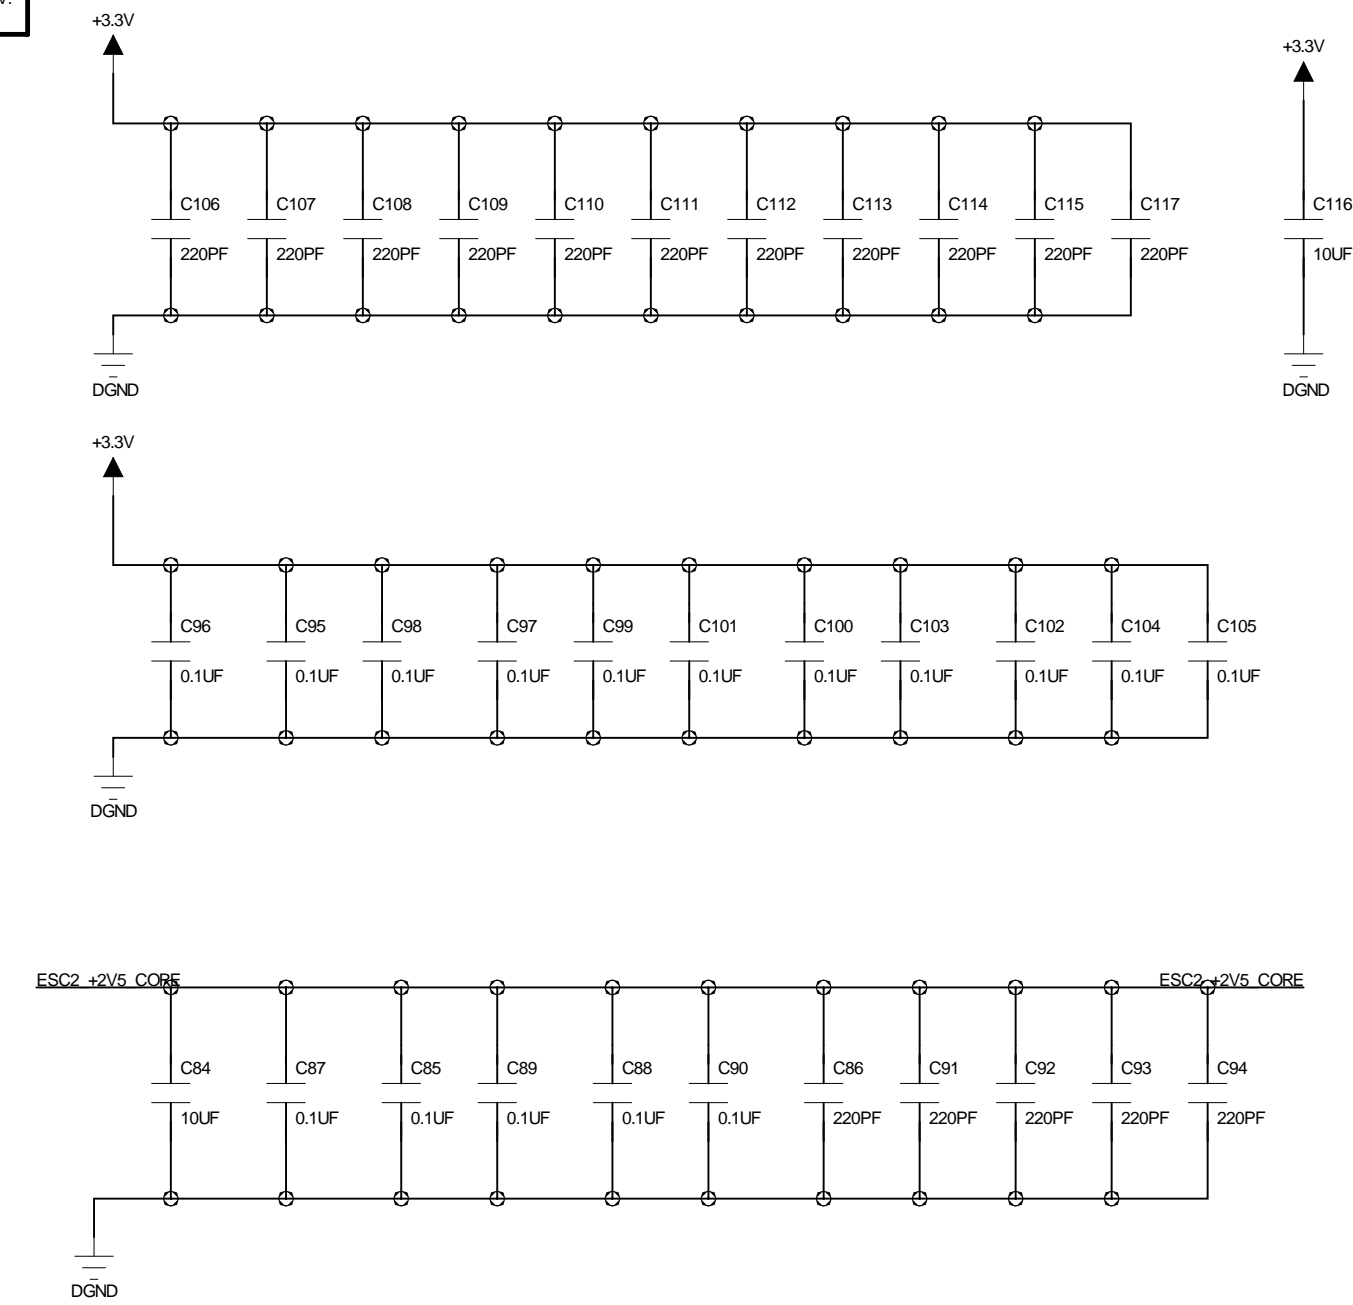 +3.3V
+3.3V
C106 C107 C108 C109 C110 C111 C112 C113 C114 C115 C117 C116
220PF 220PF 220PF 220PF 220PF 220PF 220PF 220PF 220PF 220PF 220PF 10UF
DGND DGND
+3.3V
C96 C95 C98 C97 C99 C101 C100 C103 C102 C104 C105
0.1UF 0.1UF 0.1UF 0.1UF 0.1UF 0.1UF 0.1UF 0.1UF 0.1UF 0.1UF 0.1UF
DGND
ESC2_+2V5_CORE ESC2_+2V5_CORE
C84 C87 C85 C89 C88 C90 C86 C91 C92 C93 C94
10UF 0.1UF 0.1UF 0.1UF 0.1UF 0.1UF 220PF 220PF 220PF 220PF 220PF
DGND